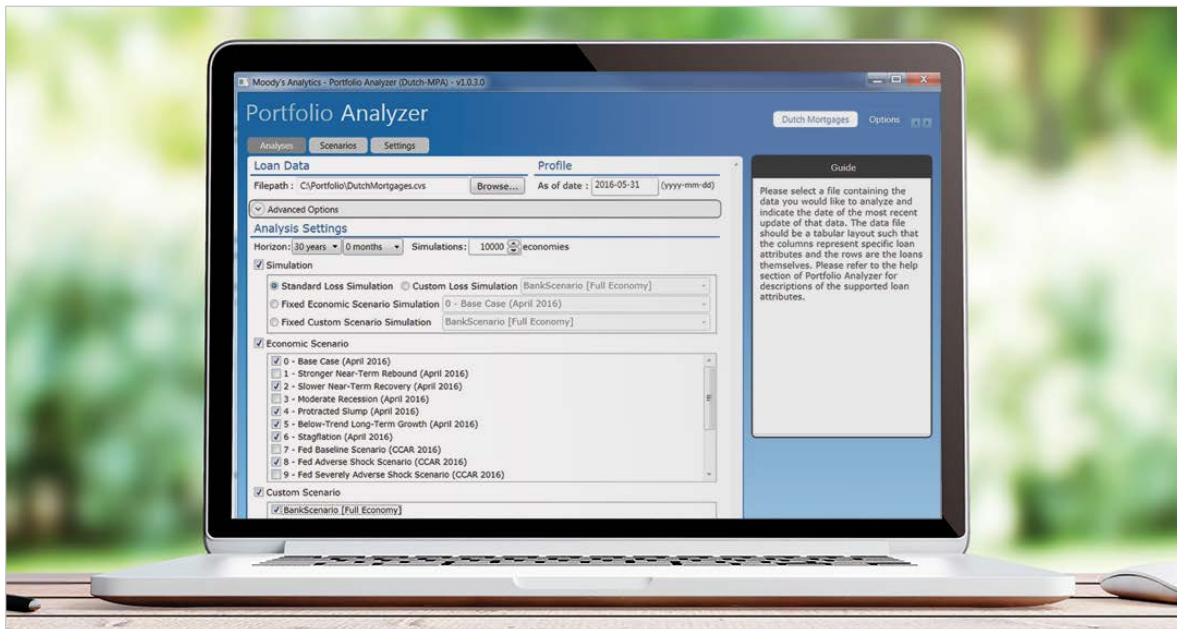 Moody's Analytics - Portfolio Analyzer (Dutch-MPA) - v1.0.3.0
Portfolio Analyzer
Dutch Mortgages Options
Analyses Scenarios Settings
Loan Data
Profile
Filepath : C:\Portfolio\DutchMortgages.cvs Browse... As of date : 2016-05-31 (yyyy-mm-dd)
Advanced Options
Analysis Settings
Horizon: 30 years 0 months Simulations: 10000 economies
Simulation
Standard Loss Simulation Custom Loss Simulation BankScenario [Full Economy]
Fixed Economic Scenario Simulation 0 - Base Case (April 2016)
Fixed Custom Scenario Simulation BankScenario [Full Economy]
Economic Scenario
0 - Base Case (April 2016)
1 - Stronger Near-Term Rebound (April 2016)
2 - Slower Near-Term Recovery (April 2016)
3 - Moderate Recession (April 2016)
4 - Protracted Slump (April 2016)
5 - Below-Trend Long-Term Growth (April 2016)
6 - Stagflation (April 2016)
7 - Fed Baseline Scenario (CCAR 2016)
8 - Fed Adverse Shock Scenario (CCAR 2016)
9 - Fed Severely Adverse Shock Scenario (CCAR 2016)
Custom Scenario
BankScenario [Full Economy]
Guide
Please select a file containing the
data you would like to analyze and
indicate the date of the most recent
update of that data. The data file
should be a tabular layout such that
the columns represent specific loan
attributes and the rows are the loans
themselves. Please refer to the help
section of Portfolio Analyzer for
descriptions of the supported loan
attributes.